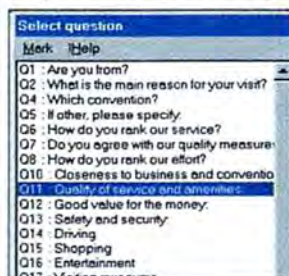 Select question
Mark Help
Q1 : Are you from?
Q2 : What is the main reason for your visit?
Q4 : Which convention?
Q5 : If other, please specify.
Q6 : How do you rank our service?
Q7 : Do you agree with our quality measure
Q8 : How do you rank our effort?
Q10 : Closeness to business and conventio
Q11 : Quality of service and amenities:
Q12 : Good value for the money:
Q13 : Safety and security:
Q14 : Driving
Q15 : Shopping
Q16 : Entertainment